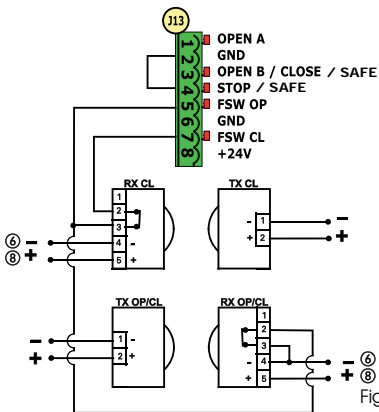 J13
1 OPEN A
2 GND
3 OPEN B / CLOSE / SAFE
4 STOP / SAFE
5 FSW OP
6 GND
7 FSW CL
8 +24V
RX CL
1
2
3
4 -
5 +
⑥ -
⑧ +
TX CL
- 1
+ 2
-
+
TX OP/CL
1 -
2 +
-
+
RX OP/CL
1
2
3
- 4
+ 5
- ⑥
+ ⑧
Fig